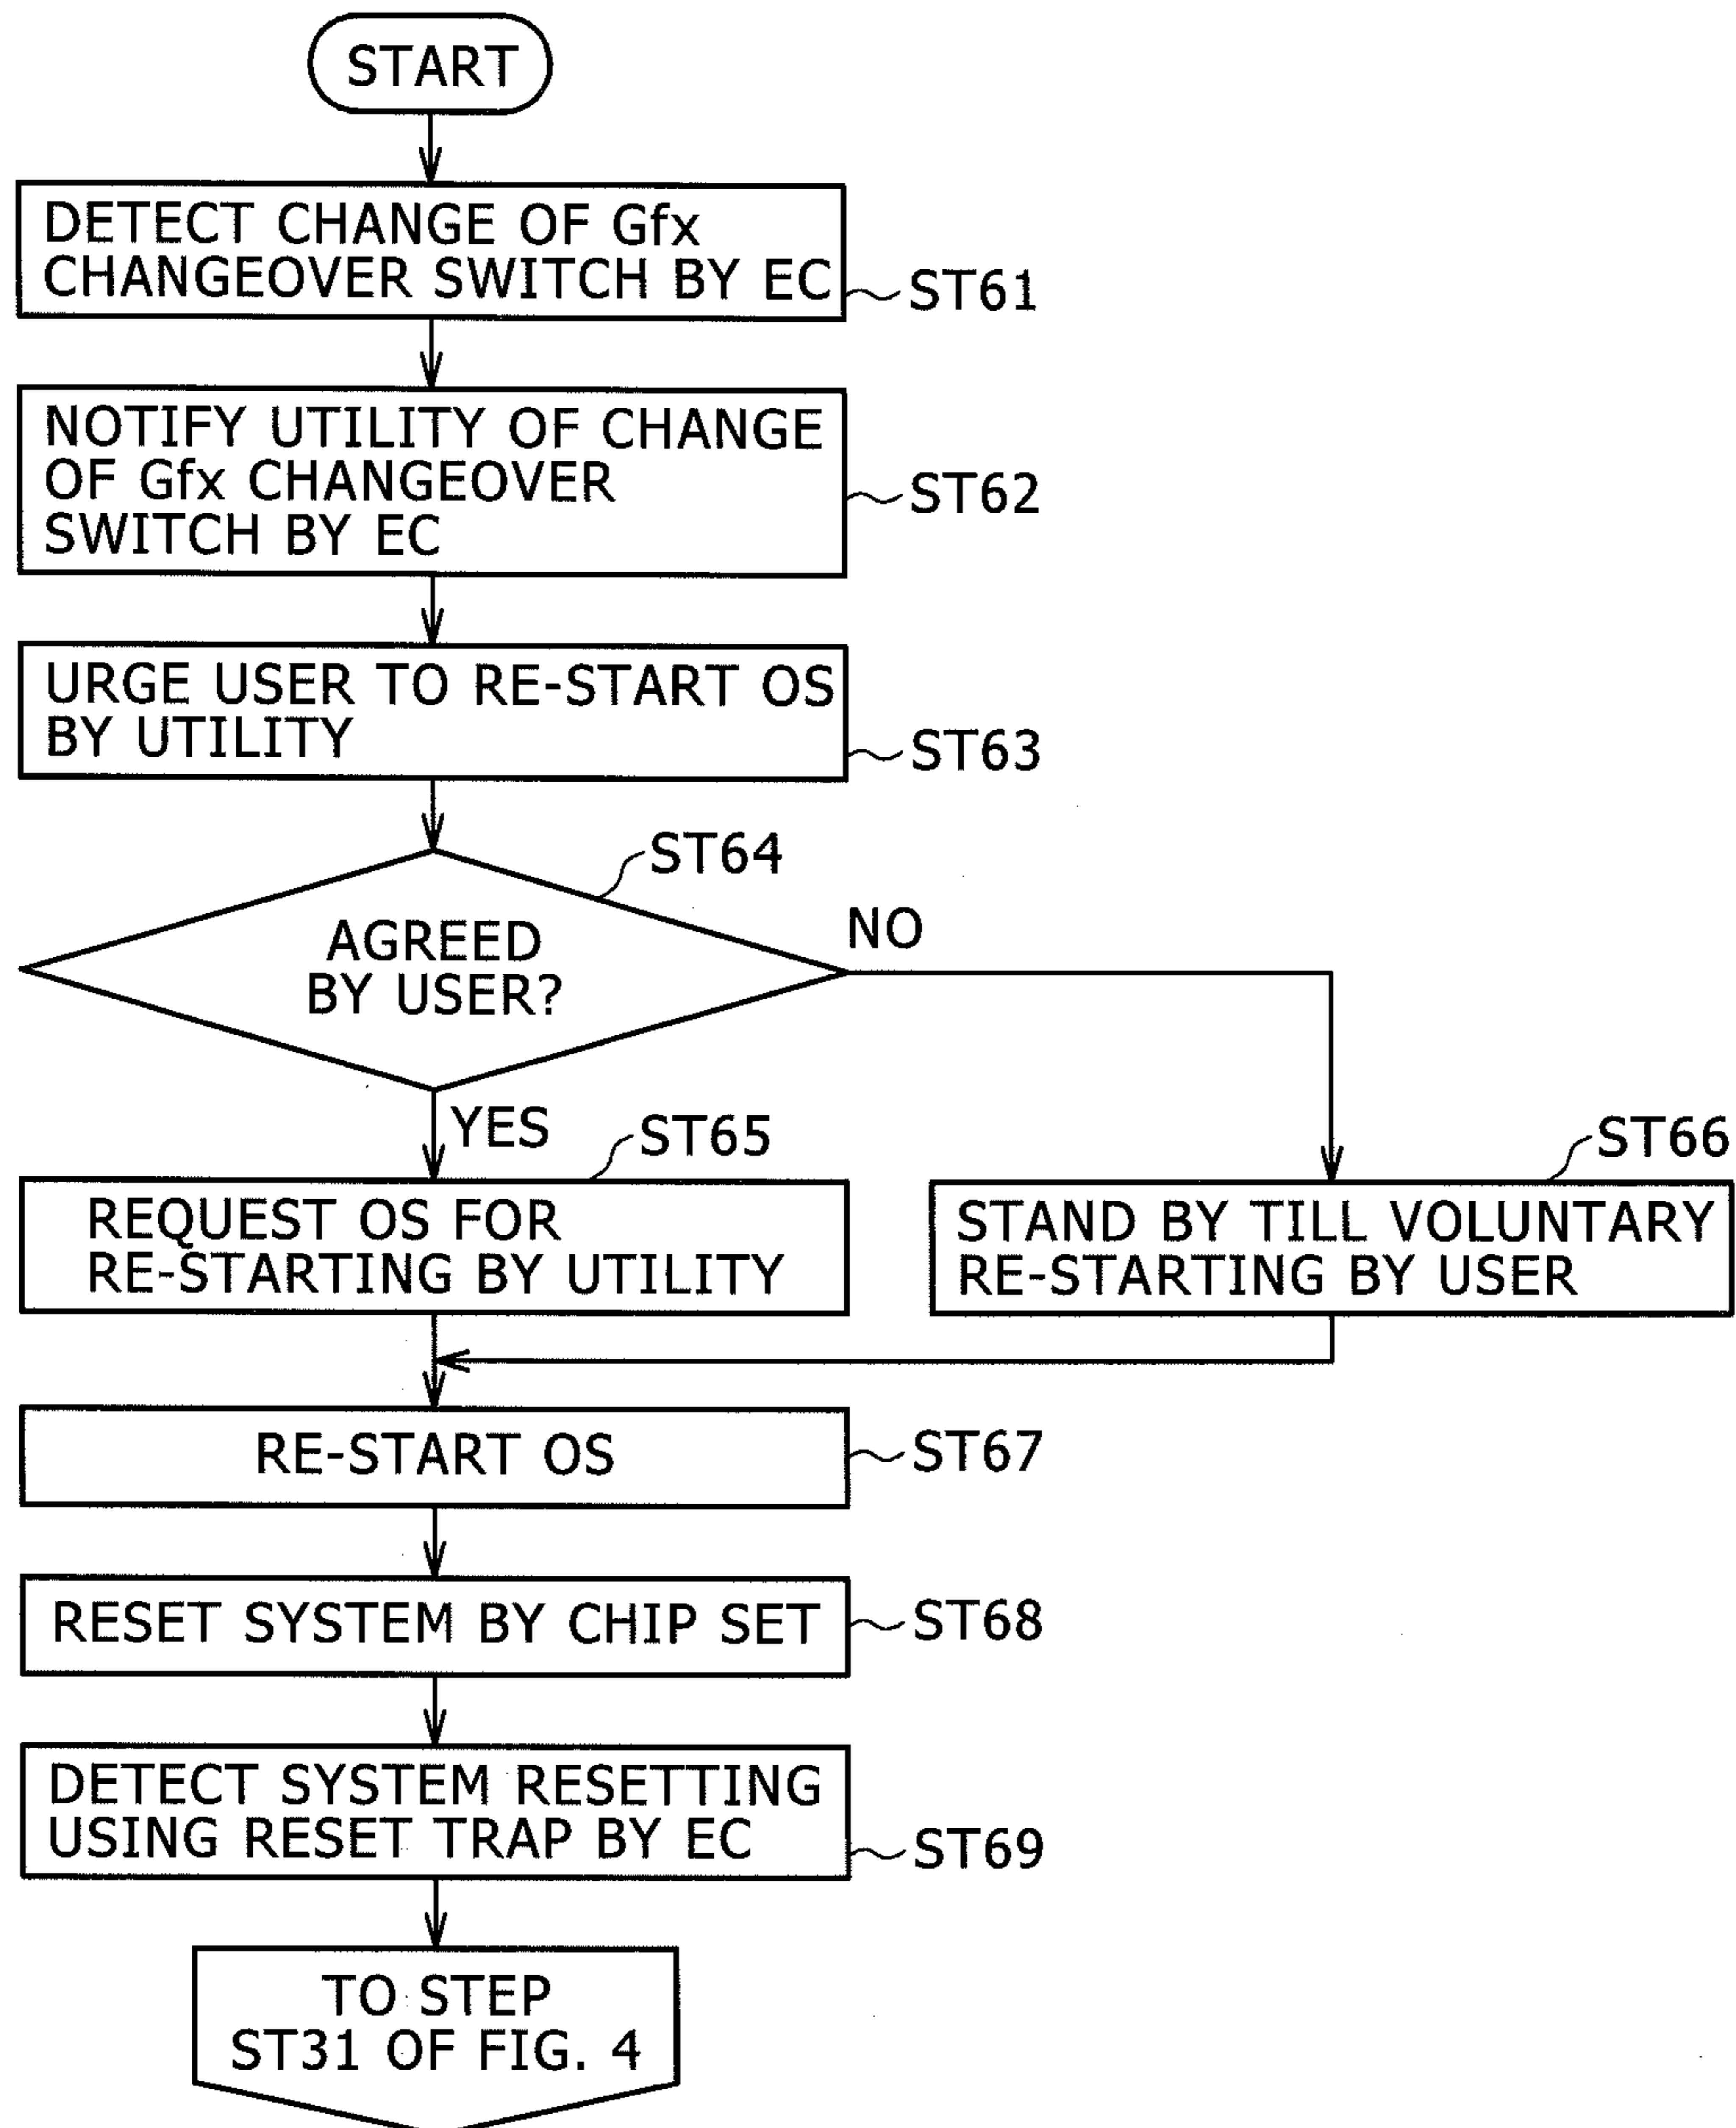 START
DETECT CHANGE OF Gfx
CHANGEOVER SWITCH BY EC
ST61
NOTIFY UTILITY OF CHANGE
OF Gfx CHANGEOVER
SWITCH BY EC
ST62
URGE USER TO RE-START OS
BY UTILITY
ST63
ST64
AGREED
BY USER?
NO
YES
ST65
REQUEST OS FOR
RE-STARTING BY UTILITY
ST66
STAND BY TILL VOLUNTARY
RE-STARTING BY USER
RE-START OS
ST67
RESET SYSTEM BY CHIP SET
ST68
DETECT SYSTEM RESETTING
USING RESET TRAP BY EC
ST69
TO STEP
ST31 OF FIG. 4